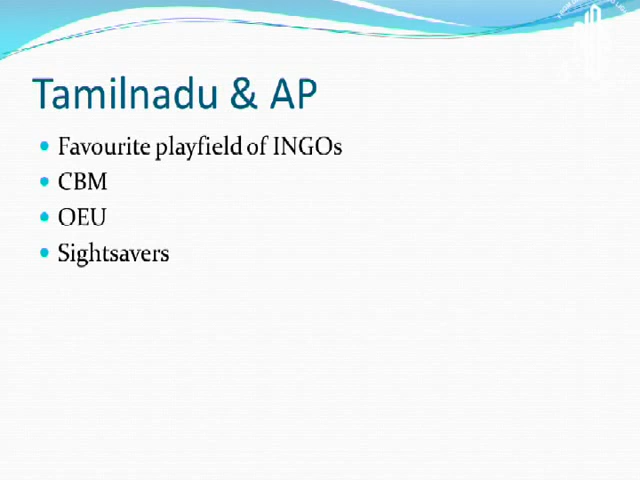 Tamilnadu & AP
Favourite playfield of INGOs
CBM
OEU
Sightsavers